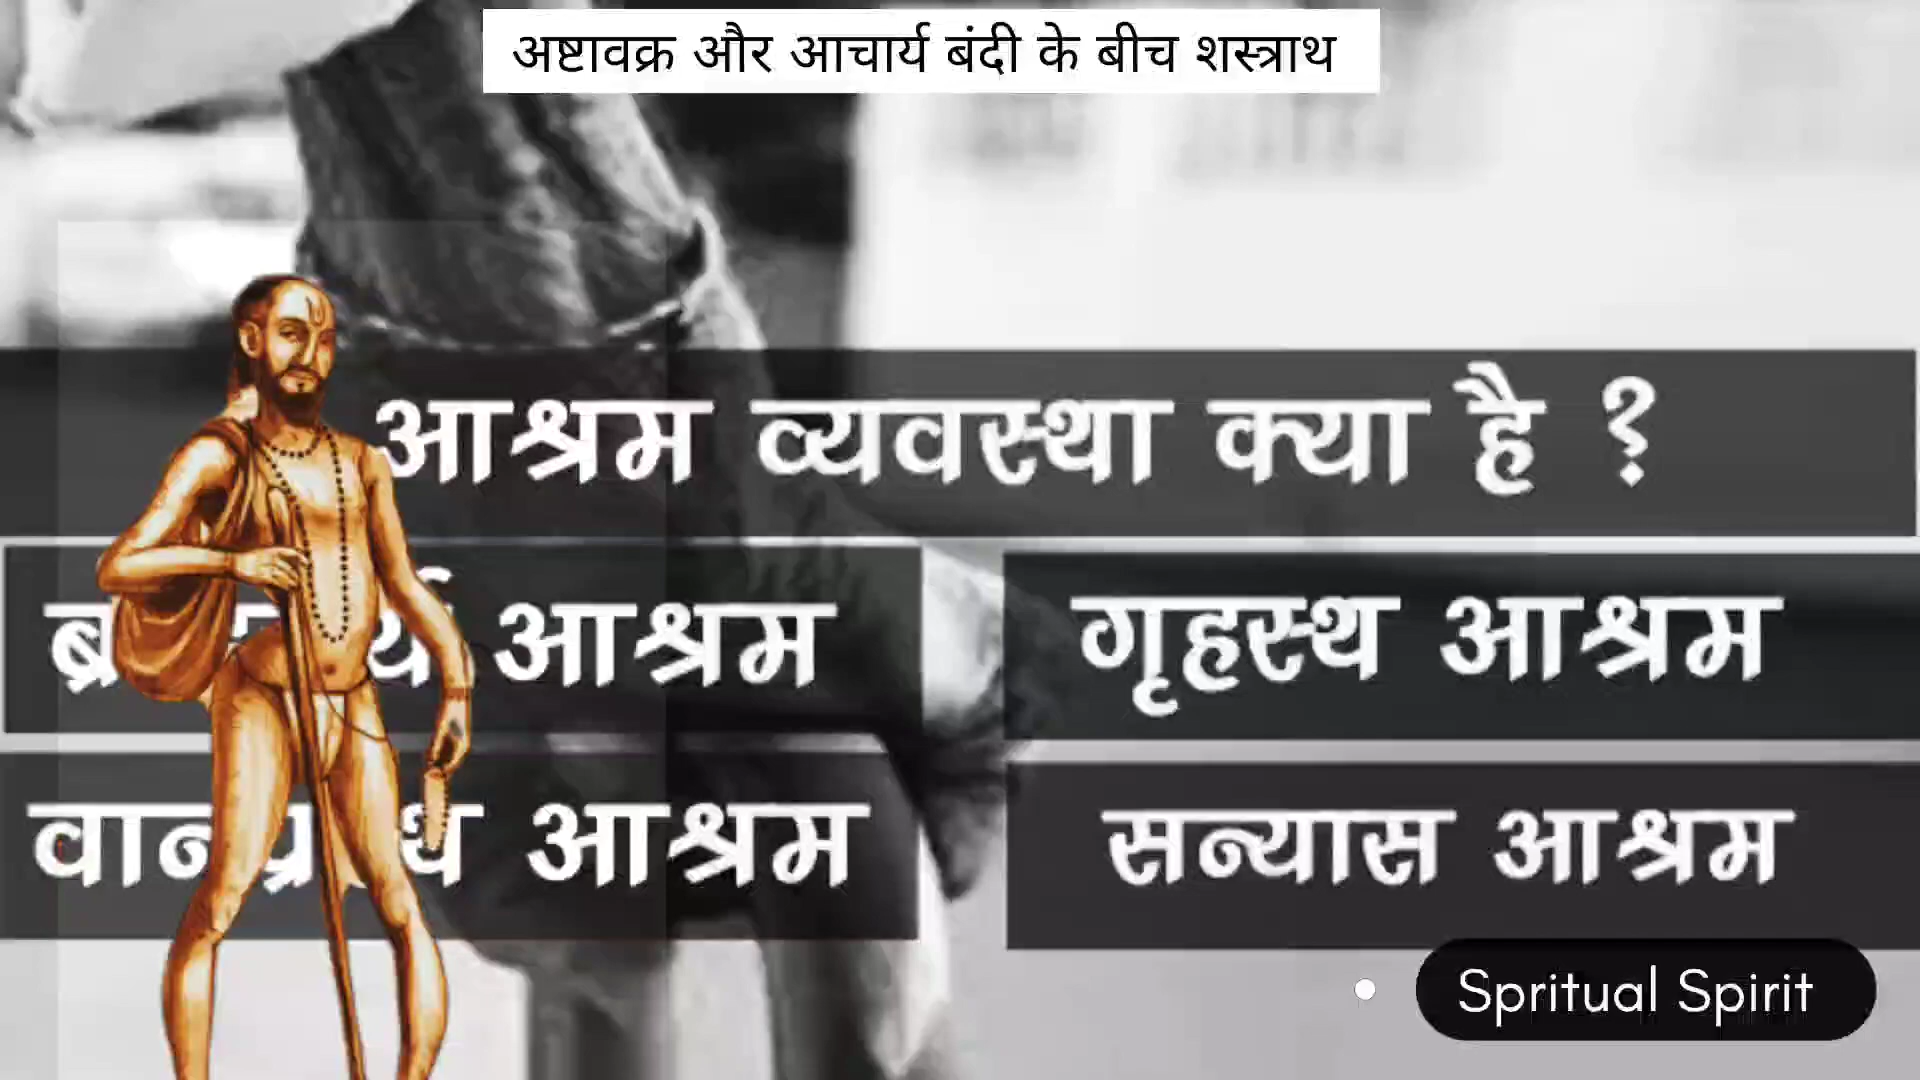 अष्टावक्र और आचार्य बंदी के बीच शस्त्राथ
आश्रम व्यवस्था क्या है ?
आश्रम
गृहस्थ आश्रम
आश्रम
सन्यास आश्रम
Spritual Spirit